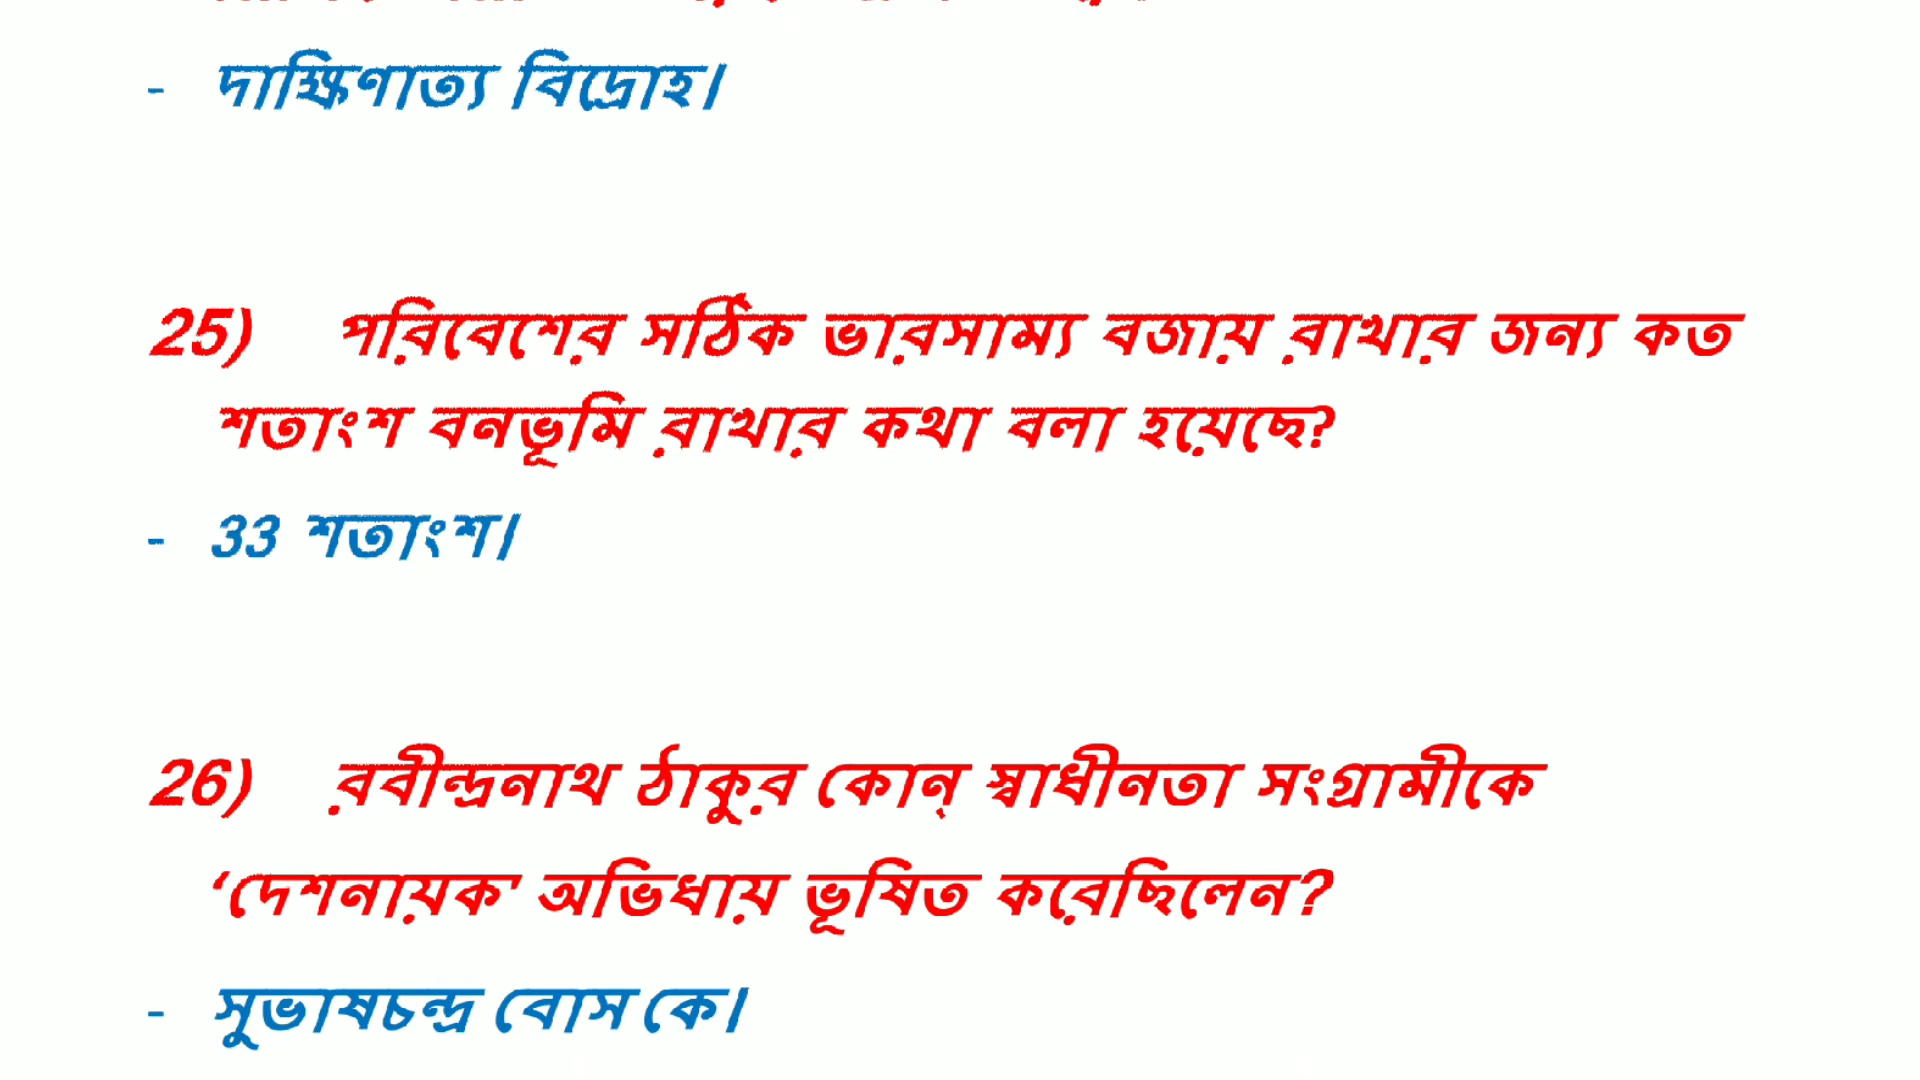 - দাক্ষিণাত্য বিদ্রোহ।
25) পরিবেশের সঠিক ভারসাম্য বজায় রাখার জন্য কত
শতাংশ বনভূমি রাখার কথা বলা হয়েছে?
- 33 শতাংশ।
26) রবীন্দ্রনাথ ঠাকুর কোন্ স্বাধীনতা সংগ্রামীকে
‘দেশনায়ক' অভিধায় ভূষিত করেছিলেন?
- সুভাষচন্দ্র বোস কে।